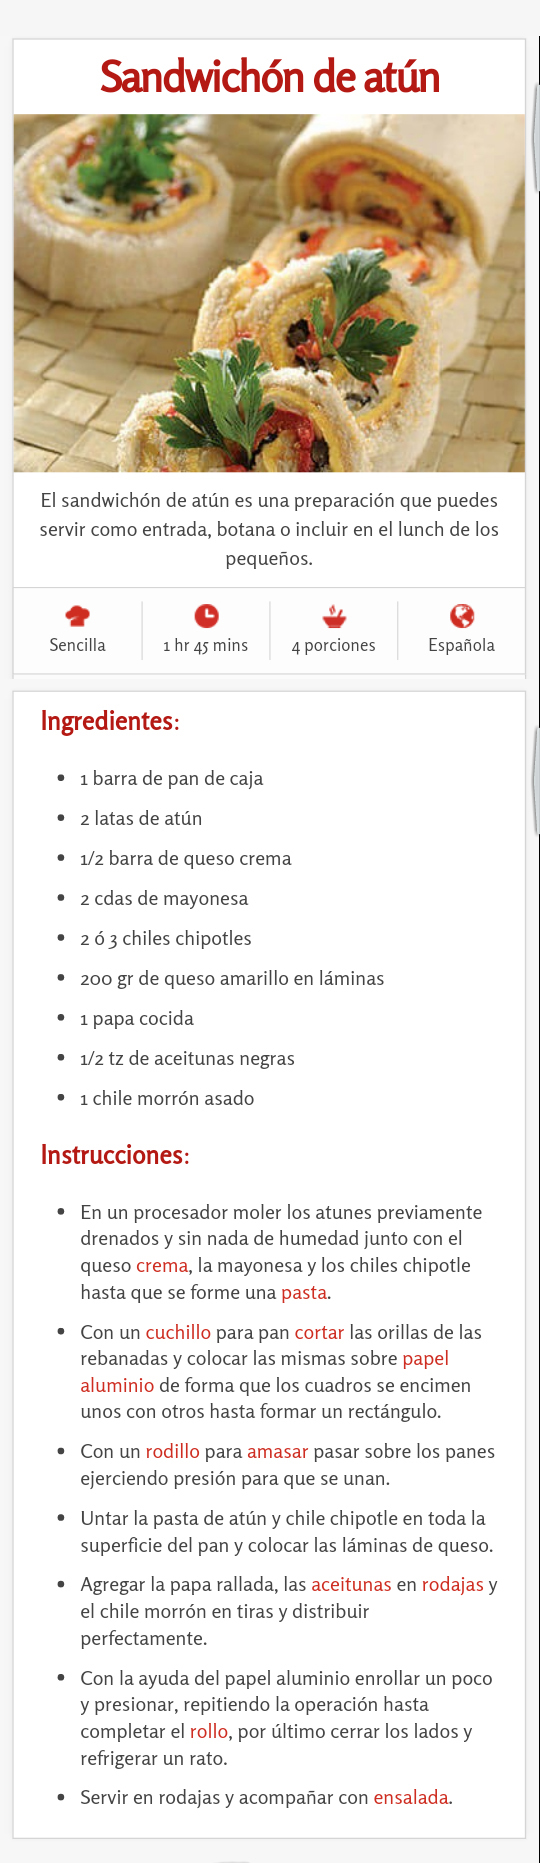 Sandwichón de atún
El sandwichón de atún es una preparación que puedes
servir como entrada, botana o incluir en el lunch de los
pequeños.
Sencilla
1 hr 45 mins
4 porciones
Española
Ingredientes:
• 1 barra de pan de caja
• 2 latas de atún
• 1/2 barra de queso crema
• 2 cdas de mayonesa
• 2 ó 3 chiles chipotles
• 200 gr de queso amarillo en láminas
• 1 papa cocida
• 1/2 tz de aceitunas negras
• 1 chile morrón asado
Instrucciones:
• En un procesador moler los atunes previamente
drenados y sin nada de humedad junto con el
queso crema, la mayonesa y los chiles chipotle
hasta que se forme una pasta.
• Con un cuchillo para pan cortar las orillas de las
rebanadas y colocar las mismas sobre papel
aluminio de forma que los cuadros se encimen
unos con otros hasta formar un rectángulo.
• Con un rodillo para amasar pasar sobre los panes
ejerciendo presión para que se unan.
• Untar la pasta de atún y chile chipotle en toda la
superficie del pan y colocar las láminas de queso.
• Agregar la papa rallada, las aceitunas en rodajas y
el chile morrón en tiras y distribuir
perfectamente.
• Con la ayuda del papel aluminio enrollar un poco
y presionar, repitiendo la operación hasta
completar el rollo, por último cerrar los lados y
refrigerar un rato.
• Servir en rodajas y acompañar con ensalada.